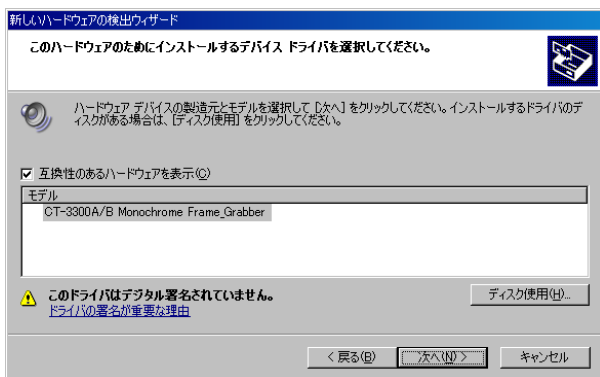 新しいハードウェアの検出ウィザード
このハードウェアのためにインストールするデバイス ドライバを選択してください。
ハードウェア デバイスの製造元とモデルを選択して [次へ] をクリックしてください。インストールするドライバのデ
ィスクがある場合は、[ディスク使用] をクリックしてください。
互換性のあるハードウェアを表示(C)
モデル
CT-3300A/B Monochrome Frame_Grabber
このドライバはデジタル署名されていません。
ディスク使用(H)...
ドライバの署名が重要な理由
< 戻る(B)
次へ(N) >
キャンセル